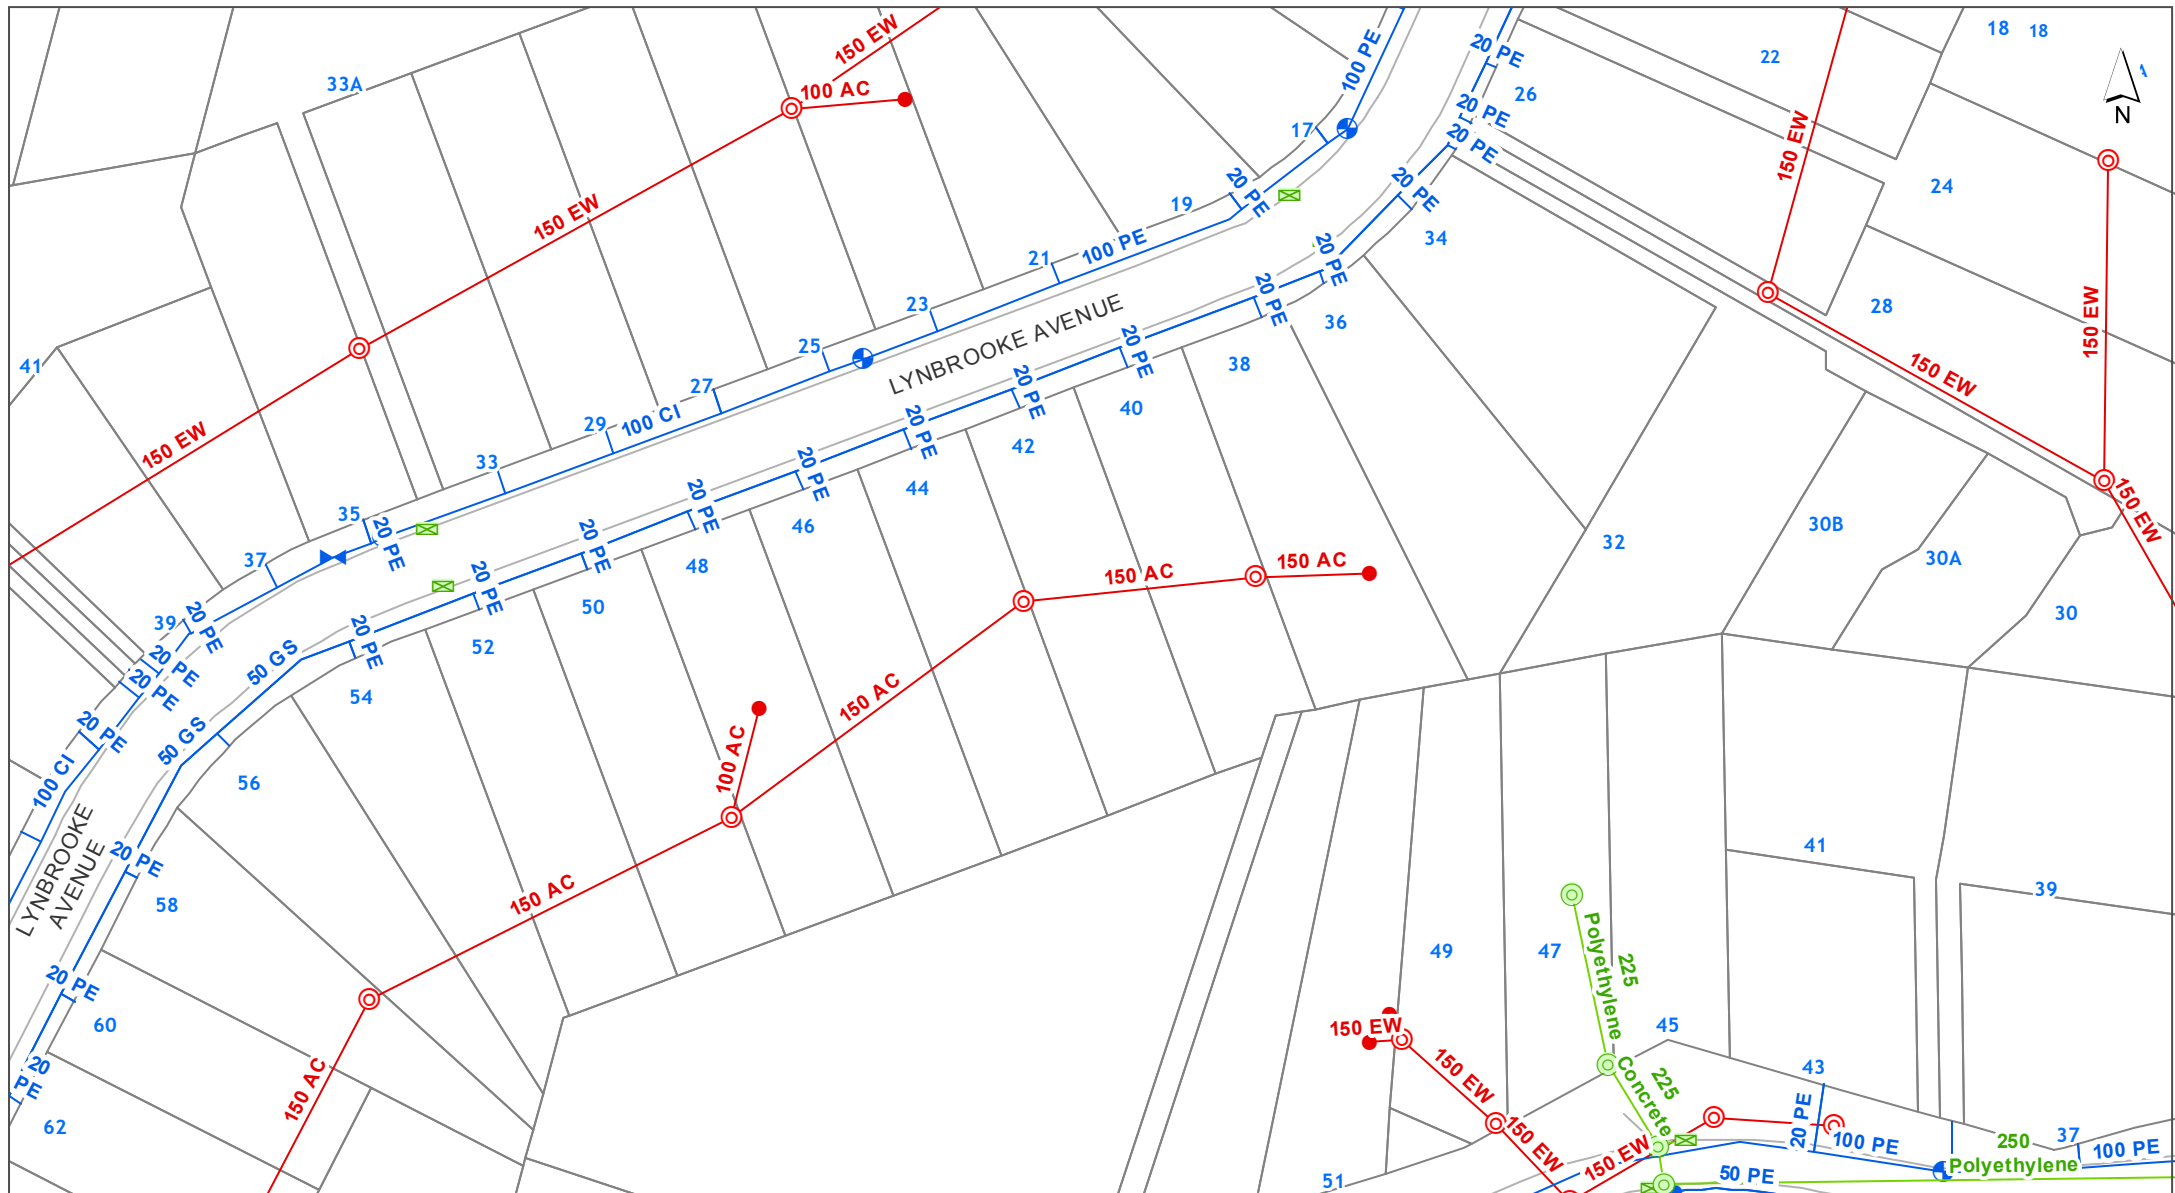 150 EW
18
18
100 PE
20 PE
22
33A
100 AC
26
N
20 PE
17
20 PE
150 EW
24
20 PE
20 PE
19
150 EW
34
21
100 PE
20 PE
20 PE
23
28
LYNBROOKE AVENUE
36
150 EW
25
20 PE
41
38
150 EW
27
20 PE
40
29
100 CI
20 PE
150 EW
42
20 PE
33
44
150 EW
20 PE
35
46
30B
20 PE
32
20 PE
37
48
150 AC
150 AC
30A
20 PE
50
39
20 PE
30
20 PE
52
20 PE
50 GS
20 PE
54
150 AC
20 PE
50 GS
100 AC
56
100 CI
41
20 PE
LYNBROOKE
AVENUE
58
150 AC
39
49
47
225
Polyethylene
20 PE
60
150 EW
45
20
PE
150 AC
150 EW
225
Concrete
43
62
20 PE
150 EW
150 EW
100 PE
250
Polyethylene
37
100 PE
50 PE
51